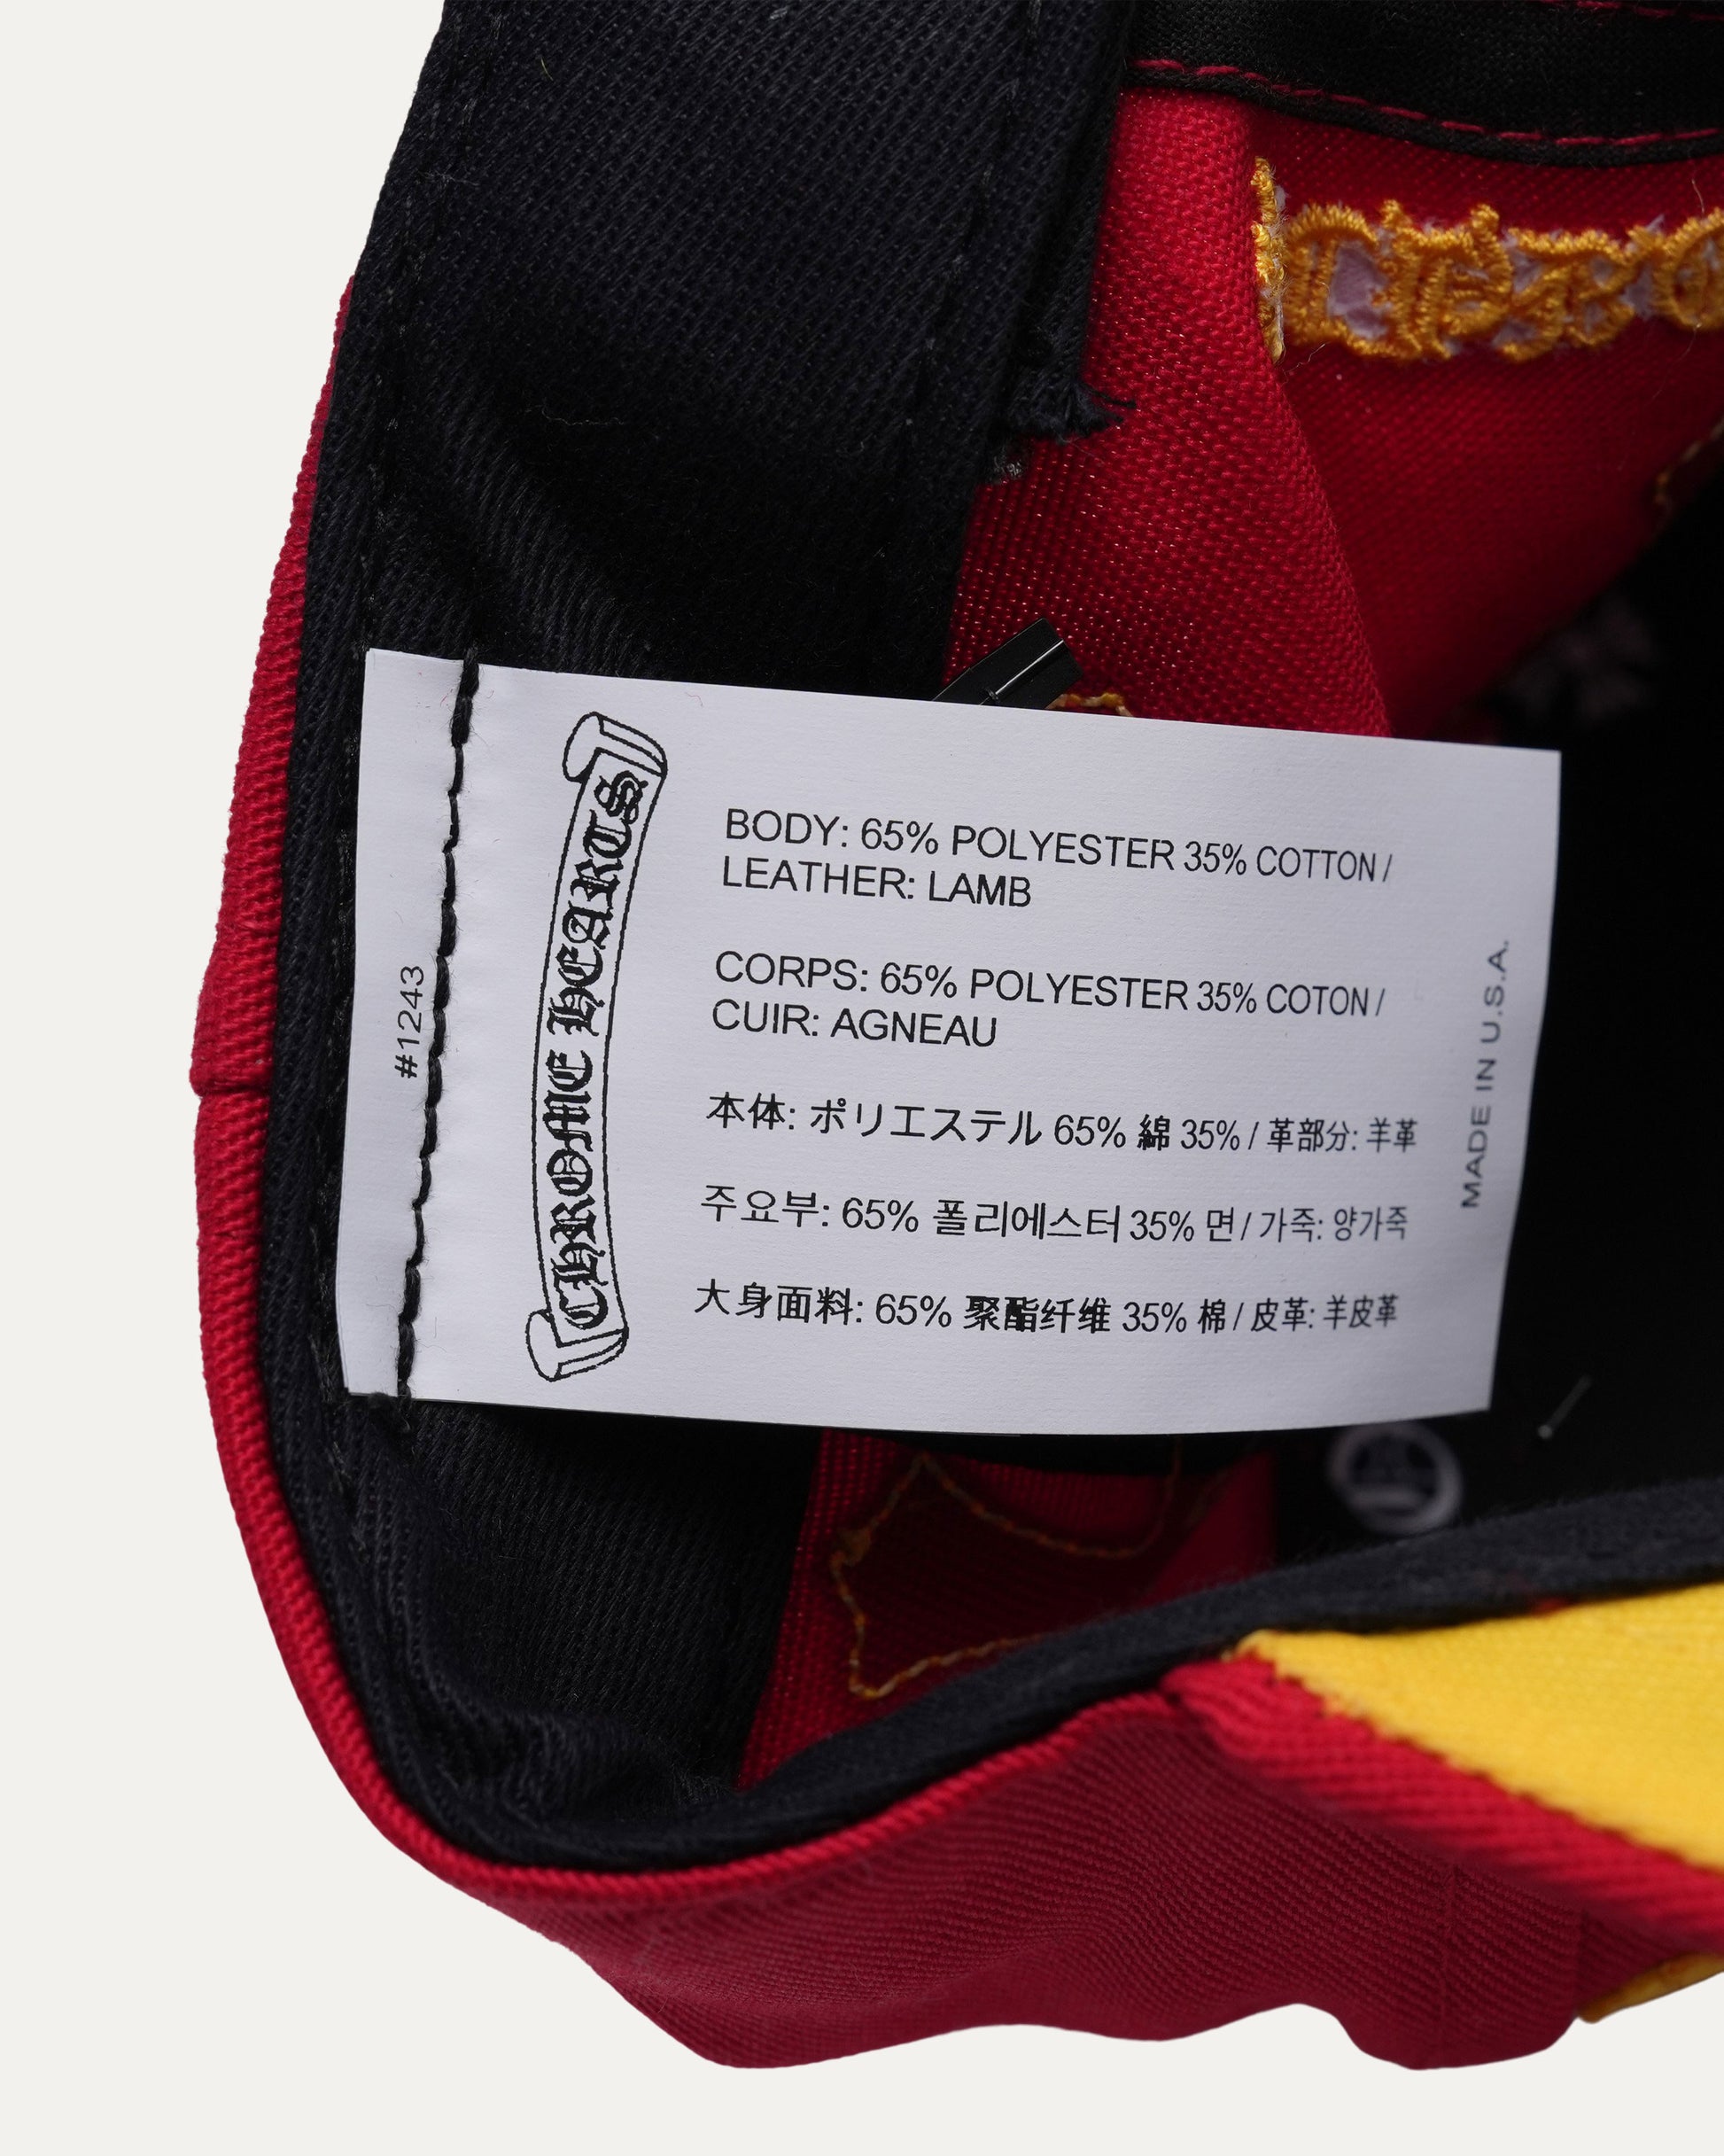 #1243
CHROME HEARTS
BODY: 65% POLYESTER 35% COTTON /
LEATHER: LAMB
CORPS: 65% POLYESTER 35% COTON /
CUIR: AGNEAU
本体: ポリエステル 65% 綿 35% / 革部分: 羊革
주요부: 65% 폴리에스터 35% 면 / 가죽: 양가죽
大身面料: 65% 聚酯纤维 35% 棉 / 皮革: 羊皮革
MADE IN U.S.A.